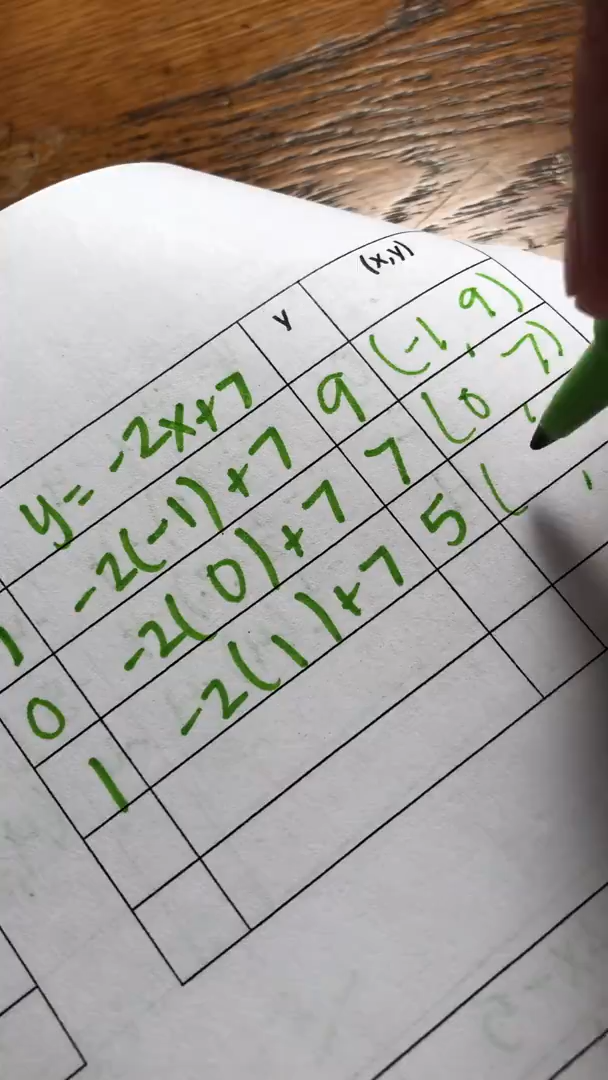 y = -2x+7 y (x,y)
1 -2(-1)+7 9 (-1, 9)
0 -2(0)+7 7 (0, 7)
1 -2(1)+7 5 ( ,